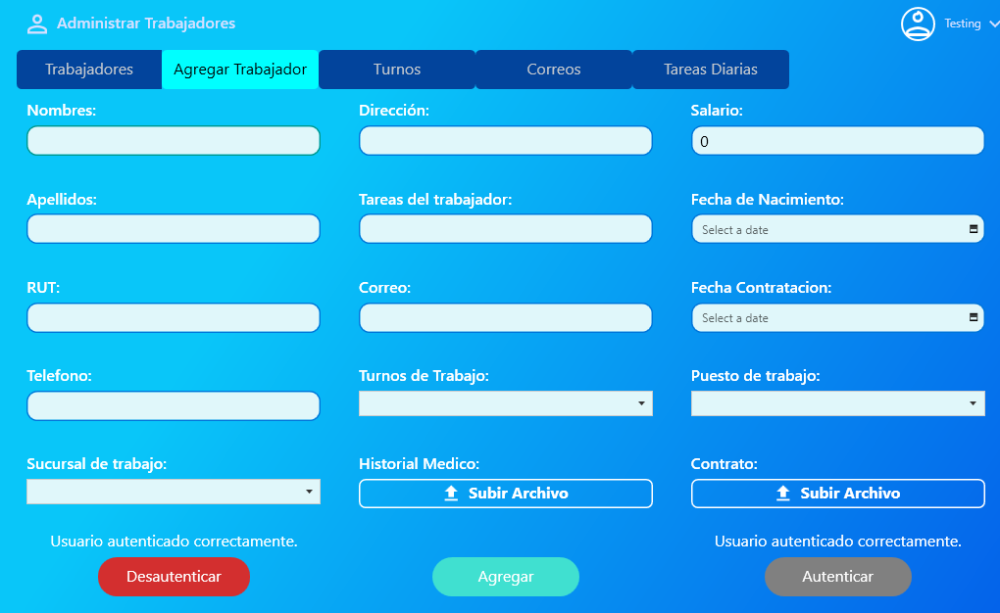 Administrar Trabajadores
Testing
Trabajadores
Agregar Trabajador
Turnos
Correos
Tareas Diarias
Nombres:
Dirección:
Salario:
0
Apellidos:
Tareas del trabajador:
Fecha de Nacimiento:
Select a date
RUT:
Correo:
Fecha Contratacion:
Select a date
Telefono:
Turnos de Trabajo:
Puesto de trabajo:
Sucursal de trabajo:
Historial Medico:
Contrato:
Subir Archivo
Subir Archivo
Usuario autenticado correctamente.
Usuario autenticado correctamente.
Desautenticar
Agregar
Autenticar